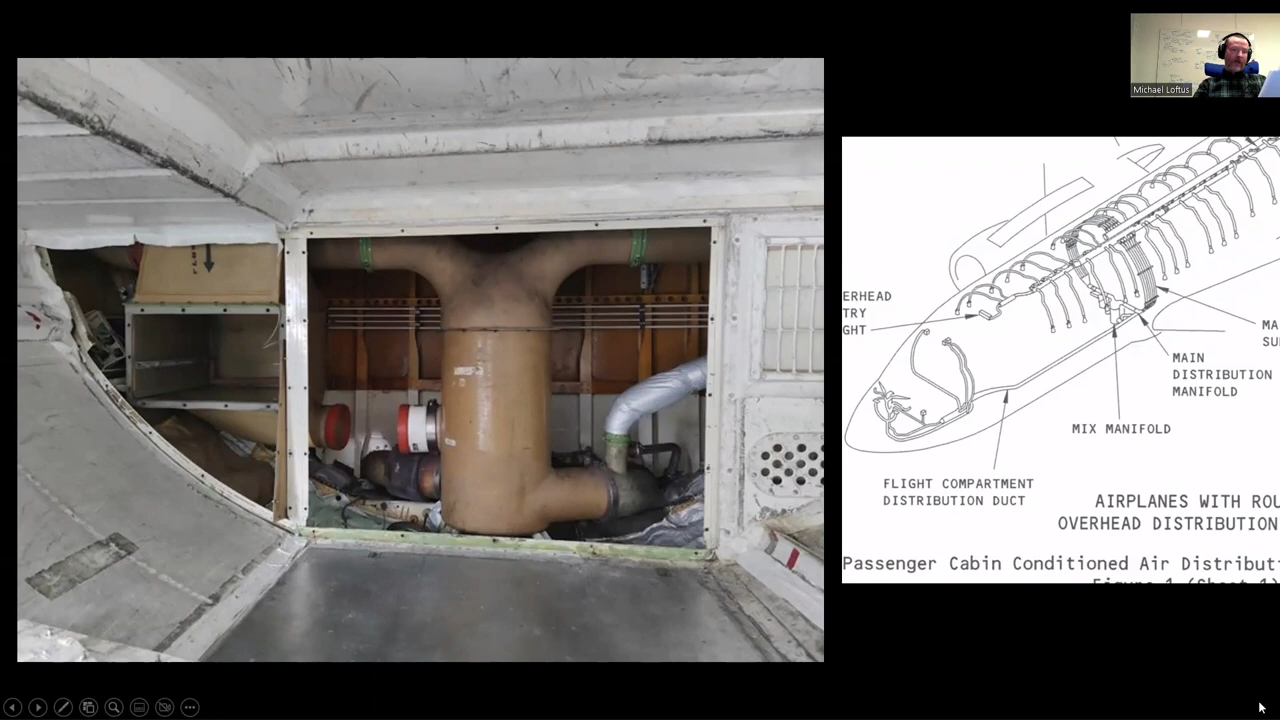 Michael Loftus
ERHEAD
TRY
GHT
MA
SU
MAIN
DISTRIBUTION
MANIFOLD
MIX MANIFOLD
FLIGHT COMPARTMENT
DISTRIBUTION DUCT
AIRPLANES WITH ROL
OVERHEAD DISTRIBUTION
Passenger Cabin Conditioned Air Distribut